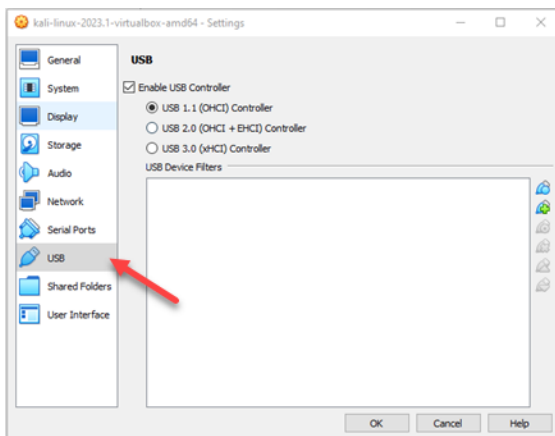 kali-linux-2023.1-virtualbox-amd64 - Settings
General
System
Display
Storage
Audio
Network
Serial Ports
USB
Shared Folders
User Interface
USB
Enable USB Controller
USB 1.1 (OHCI) Controller
USB 2.0 (OHCI + EHCI) Controller
USB 3.0 (xHCI) Controller
USB Device Filters
OK Cancel Help